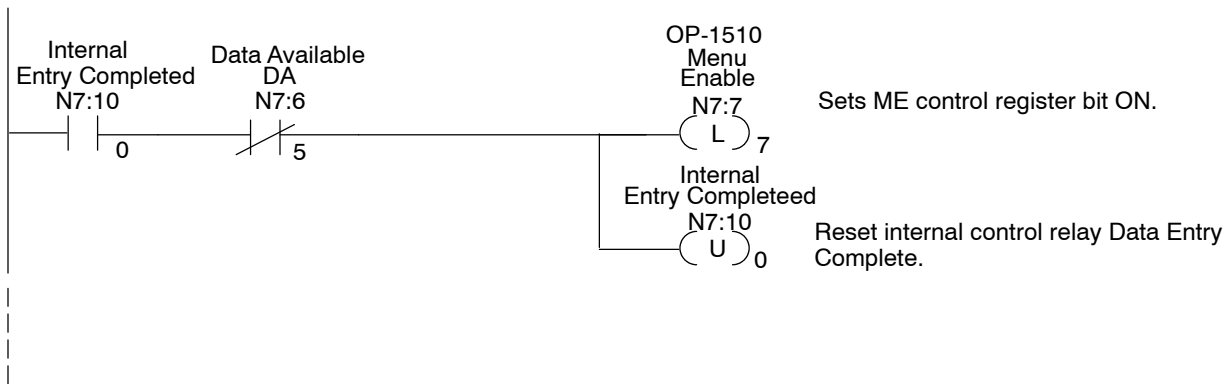 Internal
Entry Completed
N7:10
0
Data Available
DA
N7:6
5
OP-1510
Menu
Enable
N7:7
L
7
Sets ME control register bit ON.
Internal
Entry Completeed
N7:10
U
0
Reset internal control relay Data Entry
Complete.